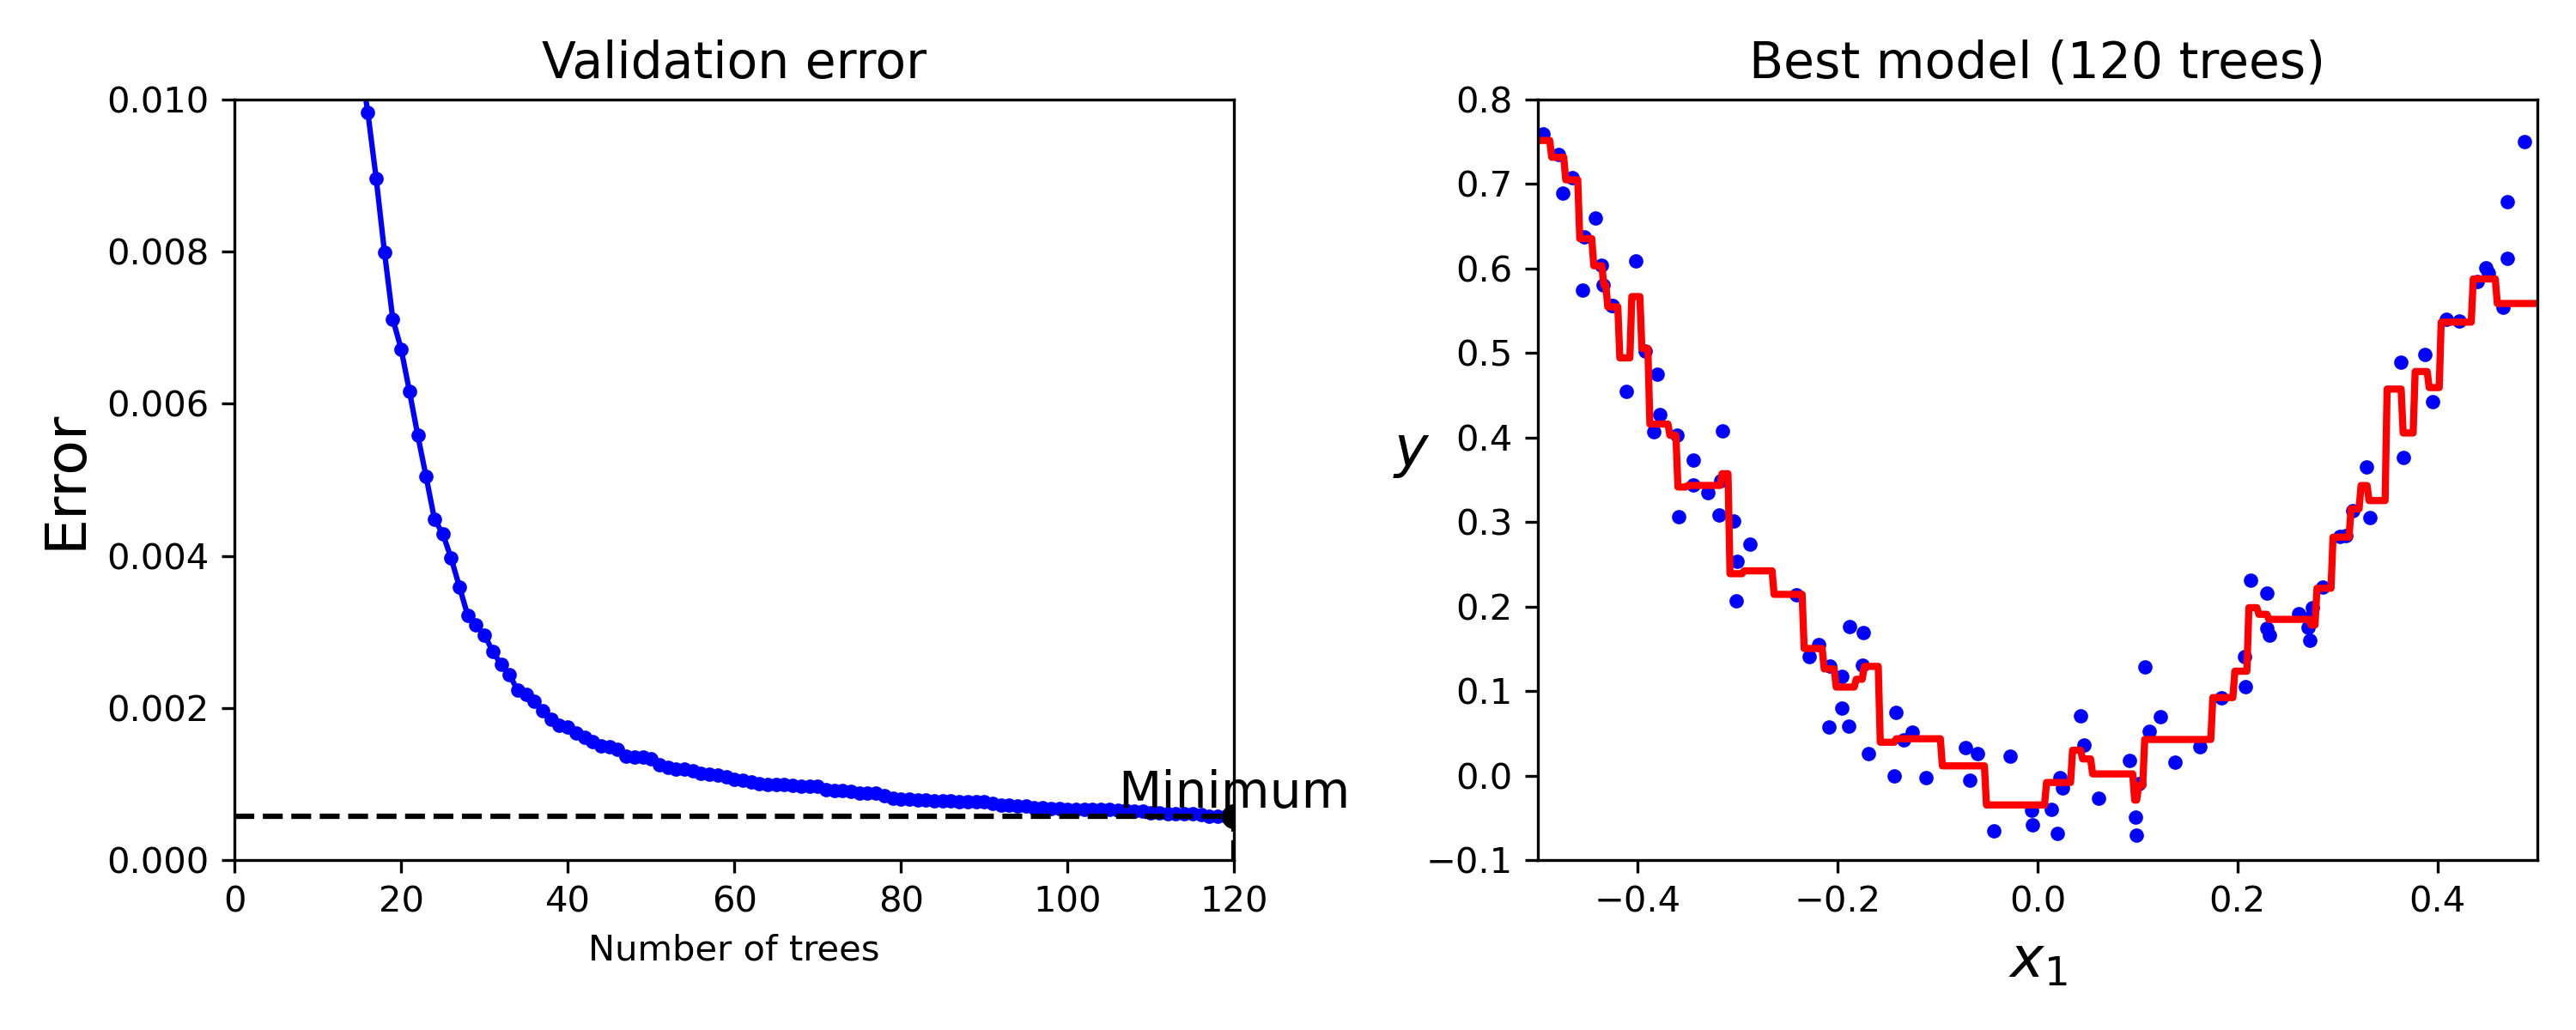 Validation error
0.010
0.008
0.006
0.004
0.002
0.000
Error
Minimum
0 20 40 60 80 100 120
Number of trees
Best model (120 trees)
0.8
0.7
0.6
0.5
0.4
0.3
0.2
0.1
0.0
−0.1
y
−0.4 −0.2 0.0 0.2 0.4
x₁